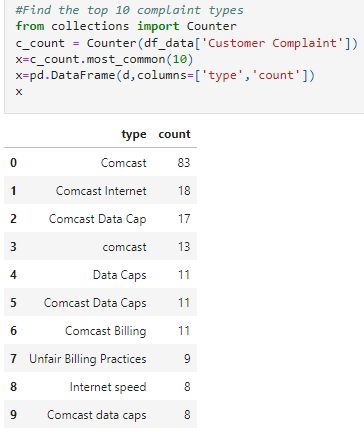 #Find the top 10 complaint types
from collections import Counter
c_count = Counter(df_data['Customer Complaint'])
x=c_count.most_common(10)
x=pd.DataFrame(d,columns=['type','count'])
x
type count
0 Comcast 83
1 Comcast Internet 18
2 Comcast Data Cap 17
3 comcast 13
4 Data Caps 11
5 Comcast Data Caps 11
6 Comcast Billing 11
7 Unfair Billing Practices 9
8 Internet speed 8
9 Comcast data caps 8